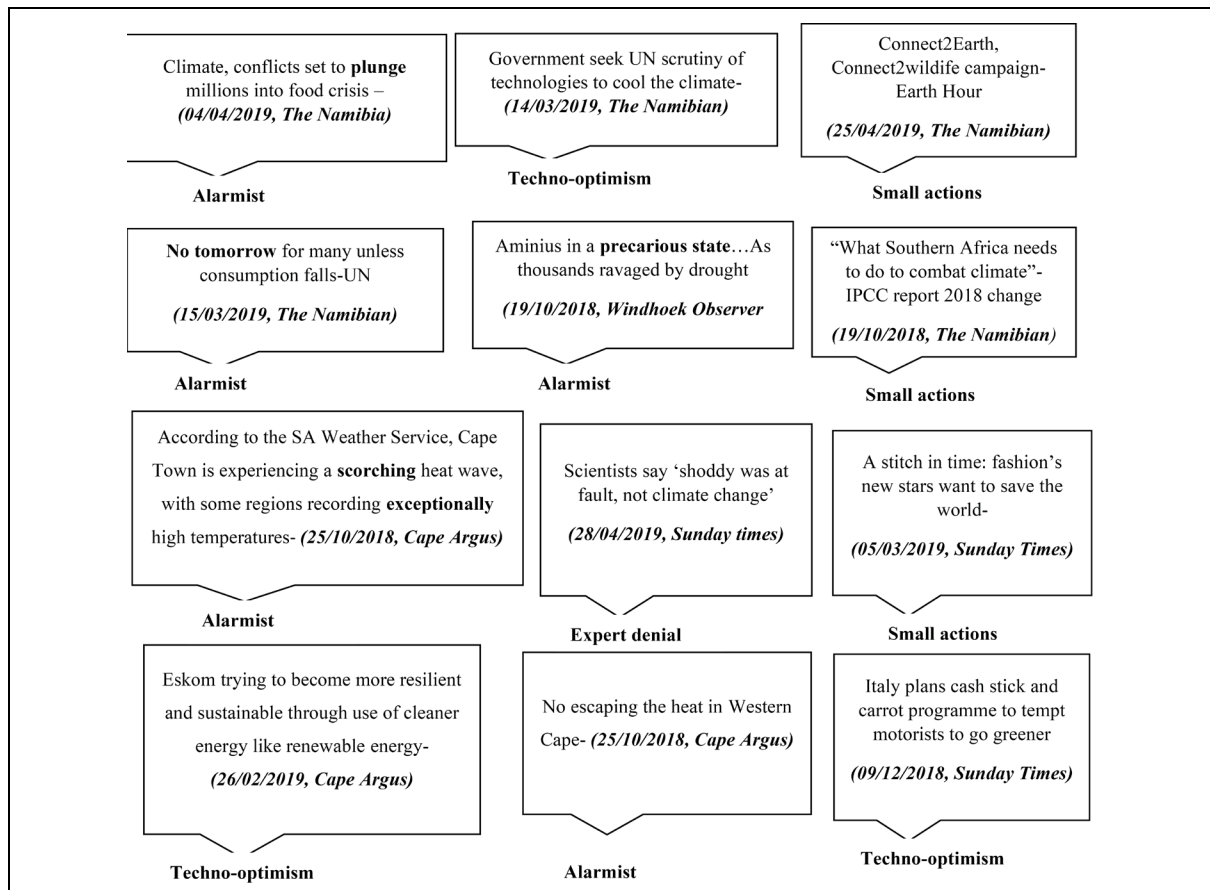 Climate, conflicts set to plunge
millions into food crisis –
(04/04/2019, The Namibia)
Alarmist
Government seek UN scrutiny of
technologies to cool the climate-
(14/03/2019, The Namibian)
Techno-optimism
Connect2Earth,
Connect2wildife campaign-
Earth Hour
(25/04/2019, The Namibian)
Small actions
No tomorrow for many unless
consumption falls-UN
(15/03/2019, The Namibian)
Alarmist
Aminius in a precarious state…As
thousands ravaged by drought
(19/10/2018, Windhoek Observer
Alarmist
“What Southern Africa needs
to do to combat climate”-
IPCC report 2018 change
(19/10/2018, The Namibian)
Small actions
According to the SA Weather Service, Cape
Town is experiencing a scorching heat wave,
with some regions recording exceptionally
high temperatures- (25/10/2018, Cape Argus)
Alarmist
Scientists say ‘shoddy was at
fault, not climate change’
(28/04/2019, Sunday times)
Expert denial
A stitch in time: fashion’s
new stars want to save the
world-
(05/03/2019, Sunday Times)
Small actions
Eskom trying to become more resilient
and sustainable through use of cleaner
energy like renewable energy-
(26/02/2019, Cape Argus)
Techno-optimism
No escaping the heat in Western
Cape- (25/10/2018, Cape Argus)
Alarmist
Italy plans cash stick and
carrot programme to tempt
motorists to go greener
(09/12/2018, Sunday Times)
Techno-optimism